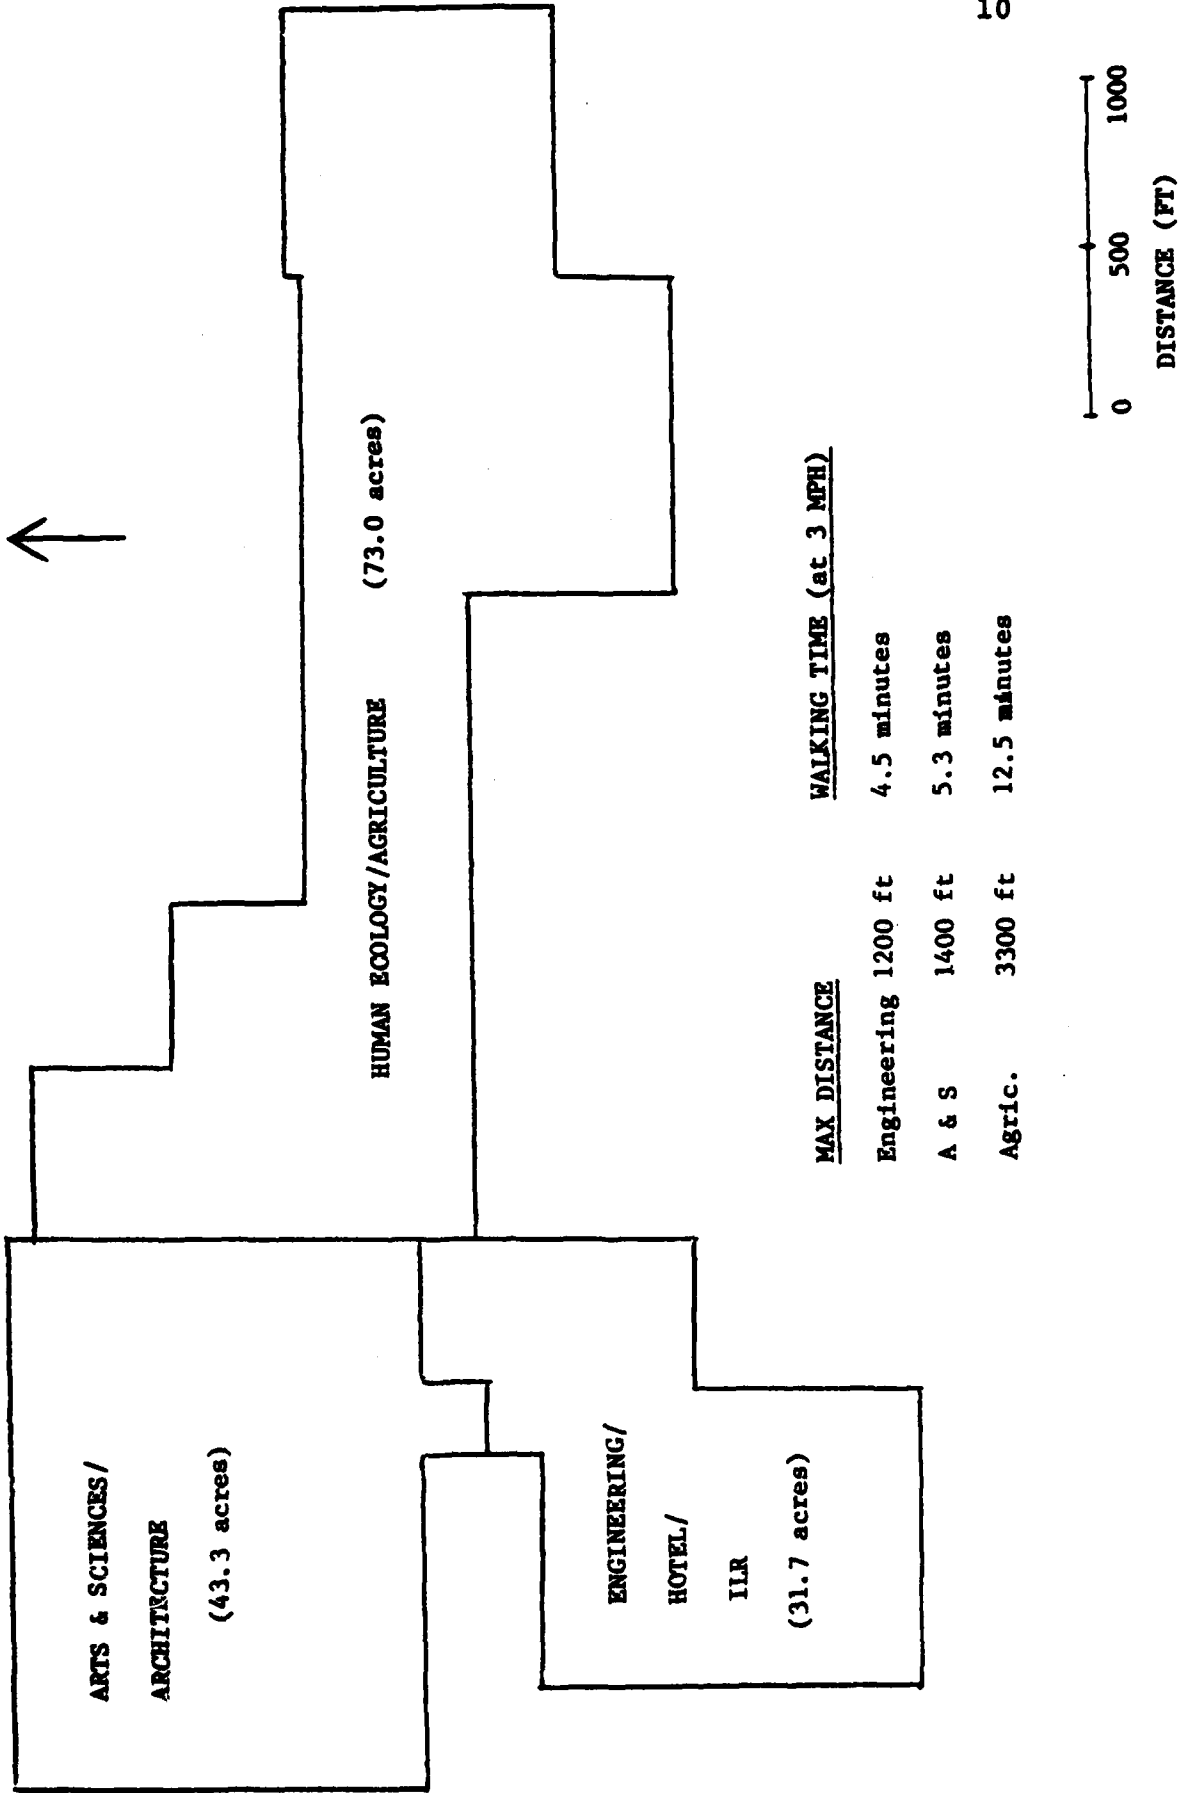 10
ARTS & SCIENCES/
ARCHITECTURE
(43.3 acres)
HUMAN ECOLOGY/AGRICULTURE (73.0 acres)
ENGINEERING/
HOTEL/
ILR
(31.7 acres)
MAX DISTANCE WALKING TIME (at 3 MPH)
Engineering 1200 ft 4.5 minutes
A & S 1400 ft 5.3 minutes
Agric. 3300 ft 12.5 minutes
0 500 1000
DISTANCE (FT)